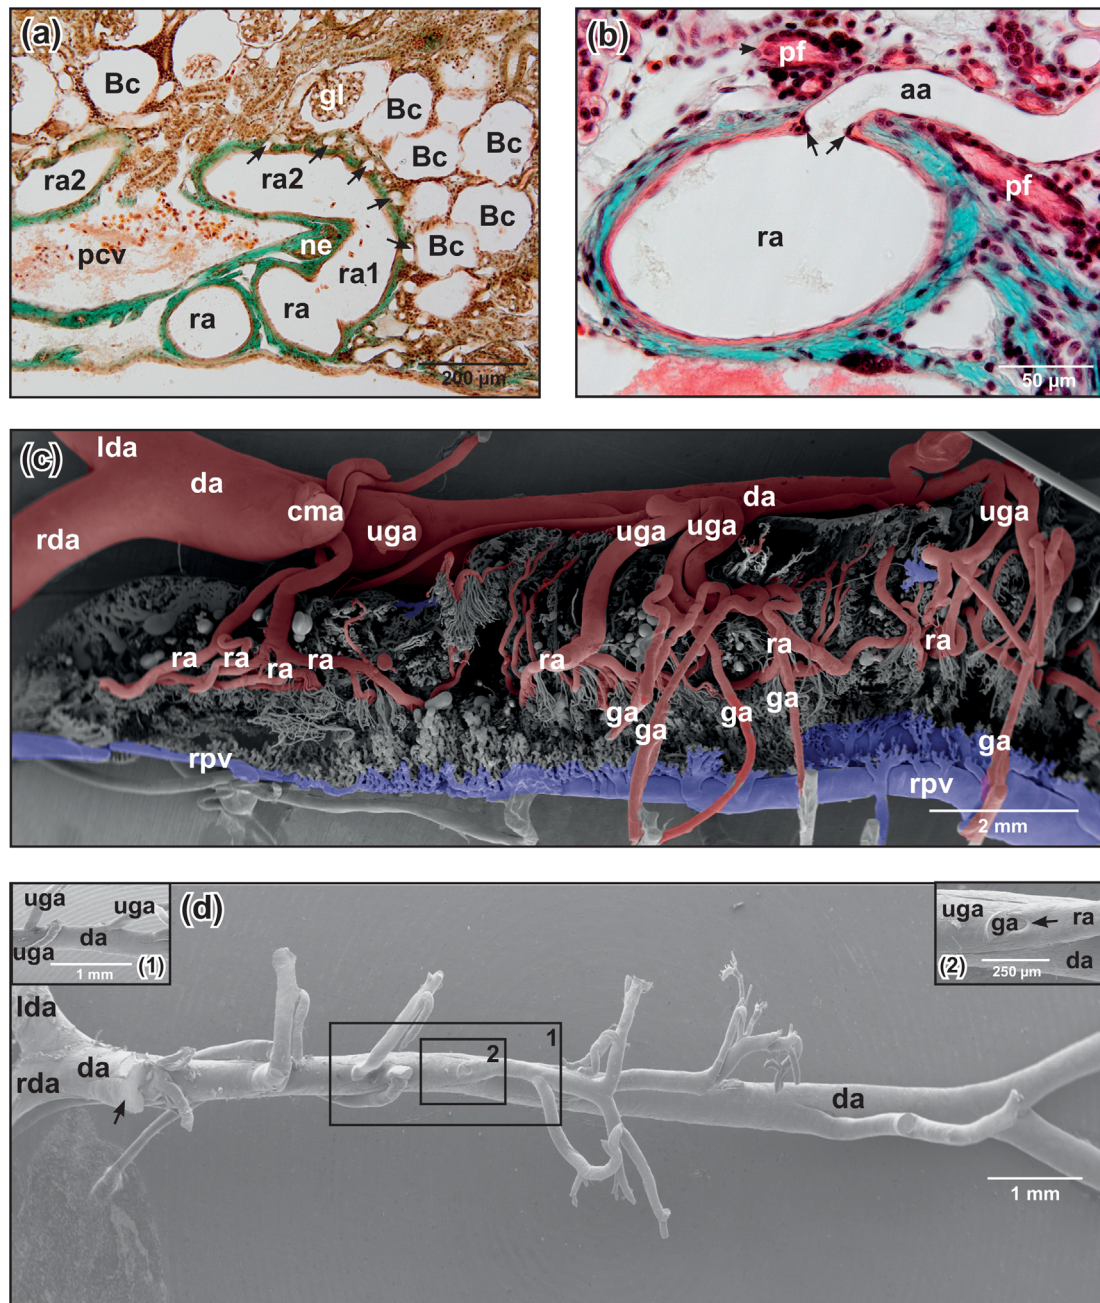 (a)
Bc
gl
Bc
Bc
Bc
ra2
ra2
Bc
Bc
pcv
ne
ra1
ra
ra
200 µm
(b)
pf
aa
pf
ra
50 µm
(c)
lda
da
rda
cma
uga
uga
uga
da
uga
ra
ra
ra
ra
ra
ra
ra
ga
ga
ga
ga
ga
rpv
rpv
2 mm
(d)
uga
uga
da
uga
1 mm
(1)
uga
ga
ra
da
250 µm
(2)
lda
da
rda
1
2
da
1 mm